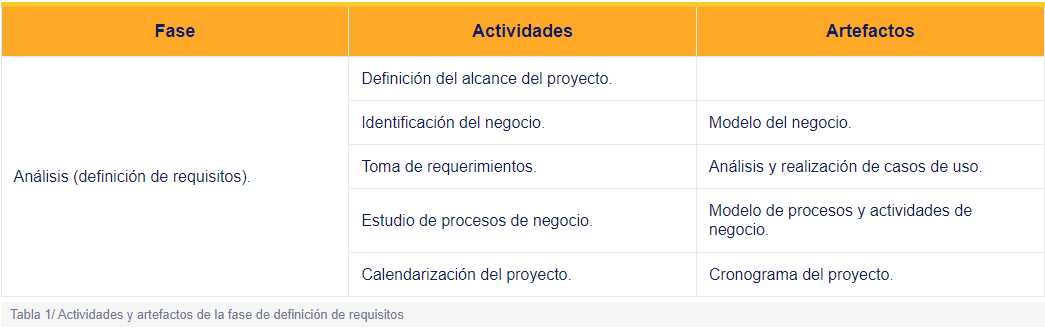 Fase Actividades Artefactos
Definición del alcance del proyecto.
Identificación del negocio. Modelo del negocio.
Toma de requerimientos. Análisis y realización de casos de uso.
Análisis (definición de requisitos).
Estudio de procesos de negocio. Modelo de procesos y actividades de
negocio.
Calendarización del proyecto. Cronograma del proyecto.
Tabla 1/ Actividades y artefactos de la fase de definición de requisitos